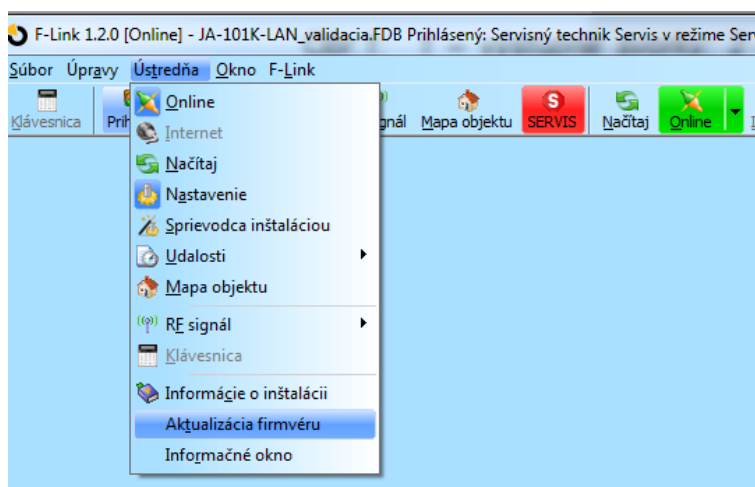 F-Link 1.2.0 [Online] - JA-101K-LAN_validacia.FDB Prihlásený: Servisný technik Servis v režime Ser
Súbor Úpravy Ústredňa Okno F-Link
Klávesnica Prih gnál Mapa objektu SERVIS Načítaj Online
Online
Internet
Načítaj
Nastavenie
Sprievodca inštaláciou
Udalosti
Mapa objektu
RF signál
Klávesnica
Informácie o inštalácii
Aktualizácia firmvéru
Informačné okno